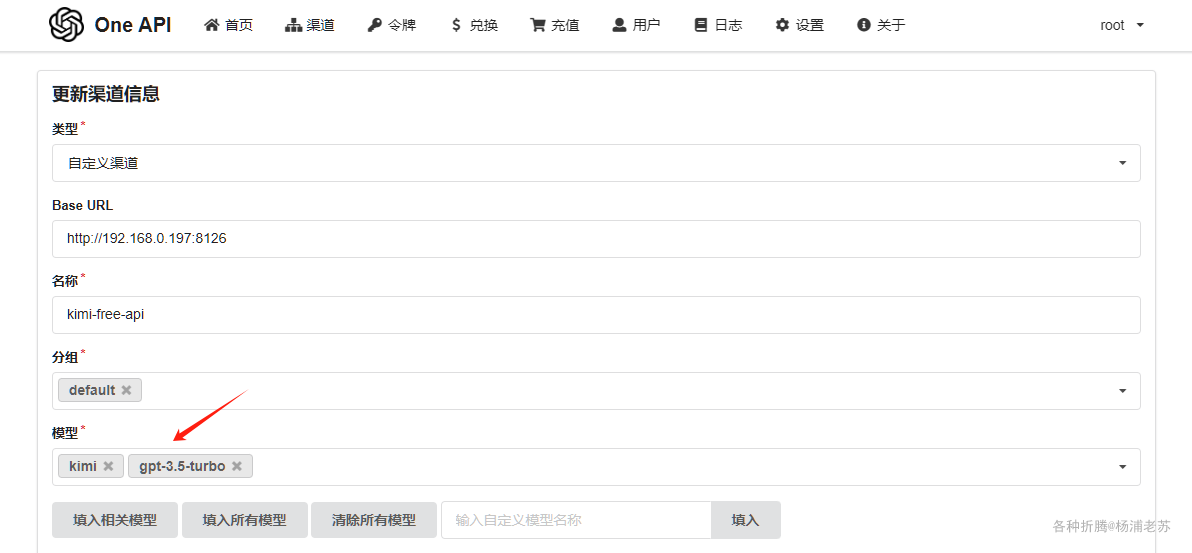 One API 首页 渠道 令牌 兑换 充值 用户 日志 设置 关于 root
更新渠道信息
类型*
自定义渠道
Base URL
http://192.168.0.197:8126
名称*
kimi-free-api
分组*
default
模型*
kimi gpt-3.5-turbo
填入相关模型 填入所有模型 清除所有模型 输入自定义模型名称 填入
各种折腾@杨浦老苏